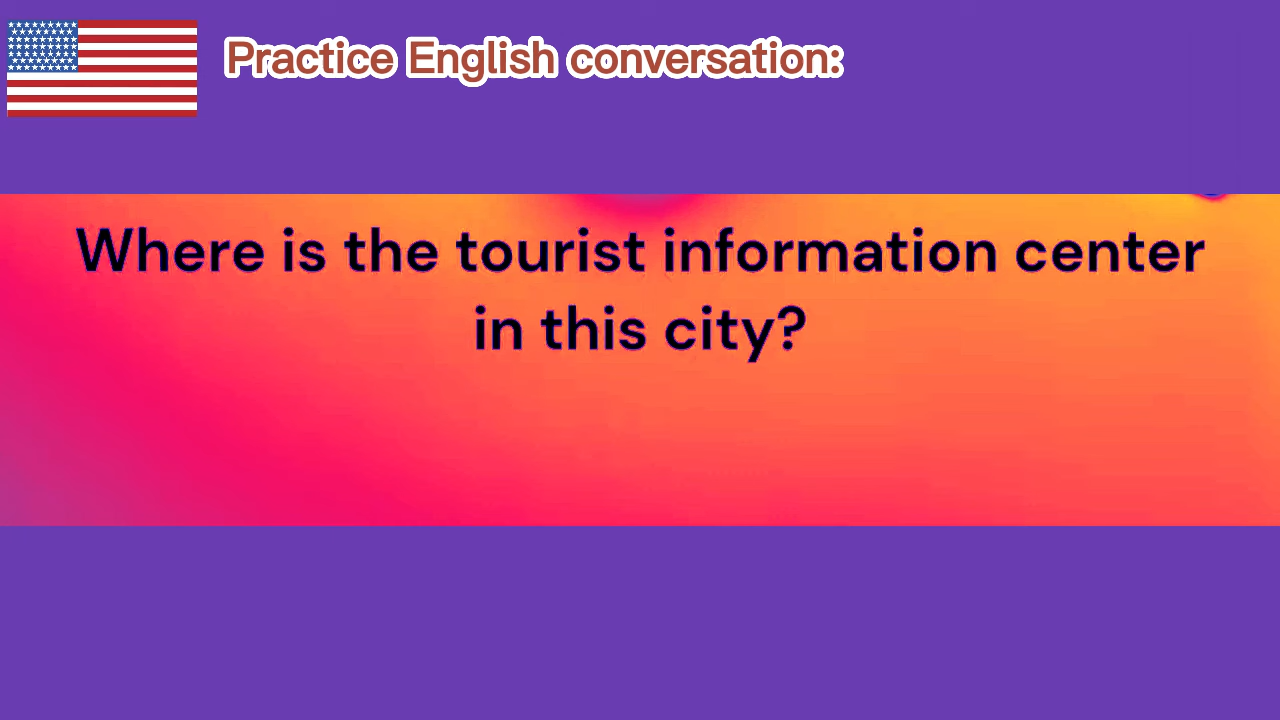 Practice English conversation:
Where is the tourist information center
in this city?